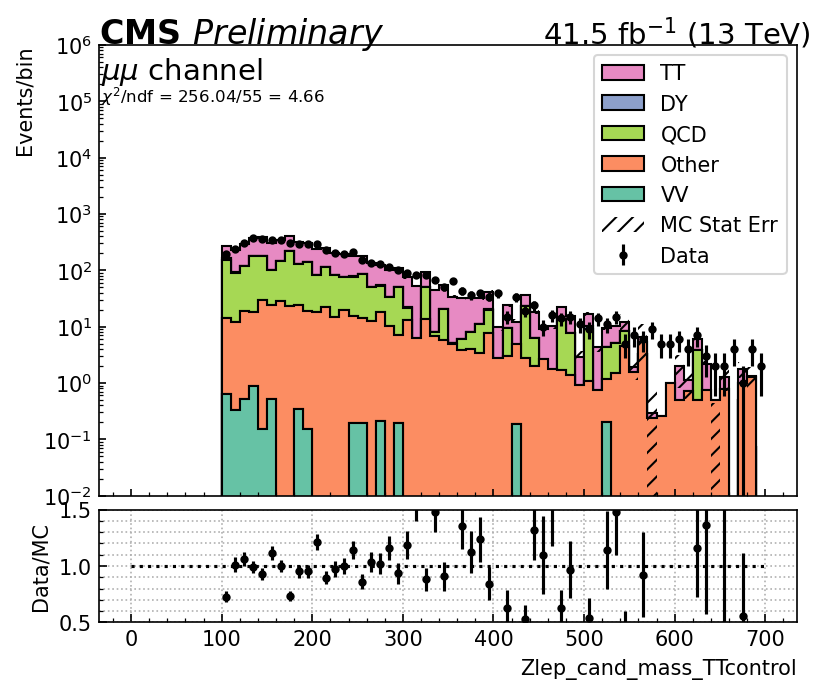 CMS Preliminary 41.5 fb⁻¹ (13 TeV)
μμ channel
χ²/ndf = 256.04/55 = 4.66
Events/bin
10⁶
10⁵
10⁴
10³
10²
10¹
10⁰
10⁻¹
10⁻²
TT
DY
QCD
Other
VV
MC Stat Err
Data
Data/MC
1.5
1.0
0.5
0 100 200 300 400 500 600 700
Zlep_cand_mass_TTcontrol